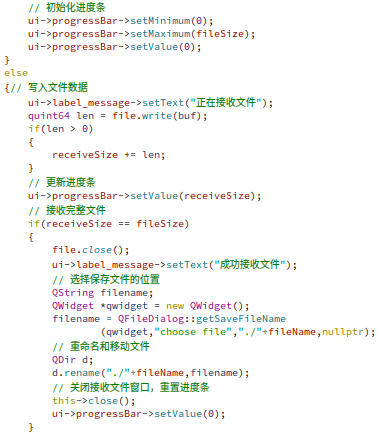 // 初始化进度条
ui->progressBar->setMinimum(0);
ui->progressBar->setMaximum(fileSize);
ui->progressBar->setValue(0);
}
else
{// 写入文件数据
ui->label_message->setText("正在接收文件");
quint64 len = file.write(buf);
if(len > 0)
{
receiveSize += len;
}
// 更新进度条
ui->progressBar->setValue(receiveSize);
// 接收完整文件
if(receiveSize == fileSize)
{
file.close();
ui->label_message->setText("成功接收文件");
// 选择保存文件的位置
QString filename;
QWidget *qwidget = new QWidget();
filename = QFileDialog::getSaveFileName
(qwidget,"choose file","./"+fileName,nullptr);
// 重命名和移动文件
QDir d;
d.rename("./"+fileName,filename);
// 关闭接收文件窗口，重置进度条
this->close();
ui->progressBar->setValue(0);
}